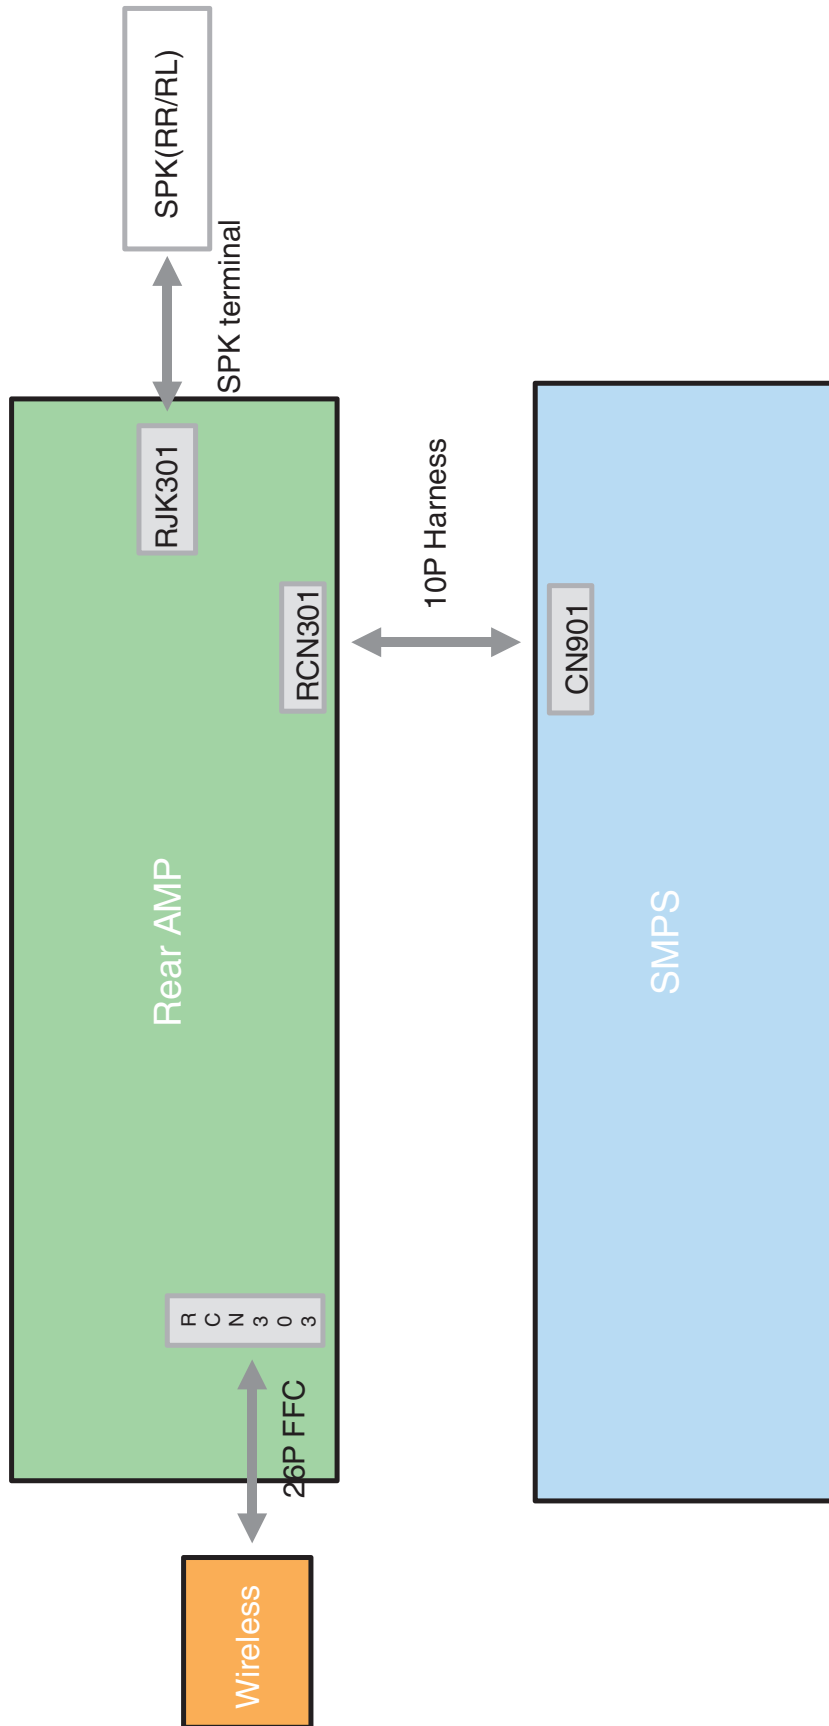 SPK(RR/RL)
SPK terminal
RJK301
RCN301
10P Harness
CN901
Rear AMP
SMPS
RCN303
26P FFC
Wireless